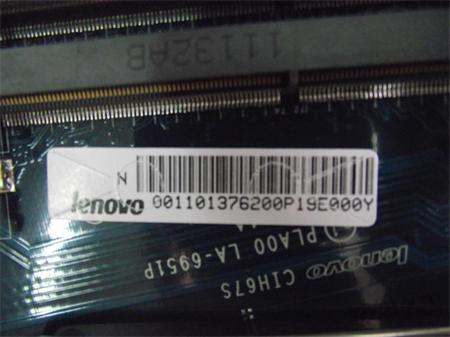 11132AB
N
lenovo 001101376200P19E000Y
PLA00 LA-6951P
lenovo CIH67S